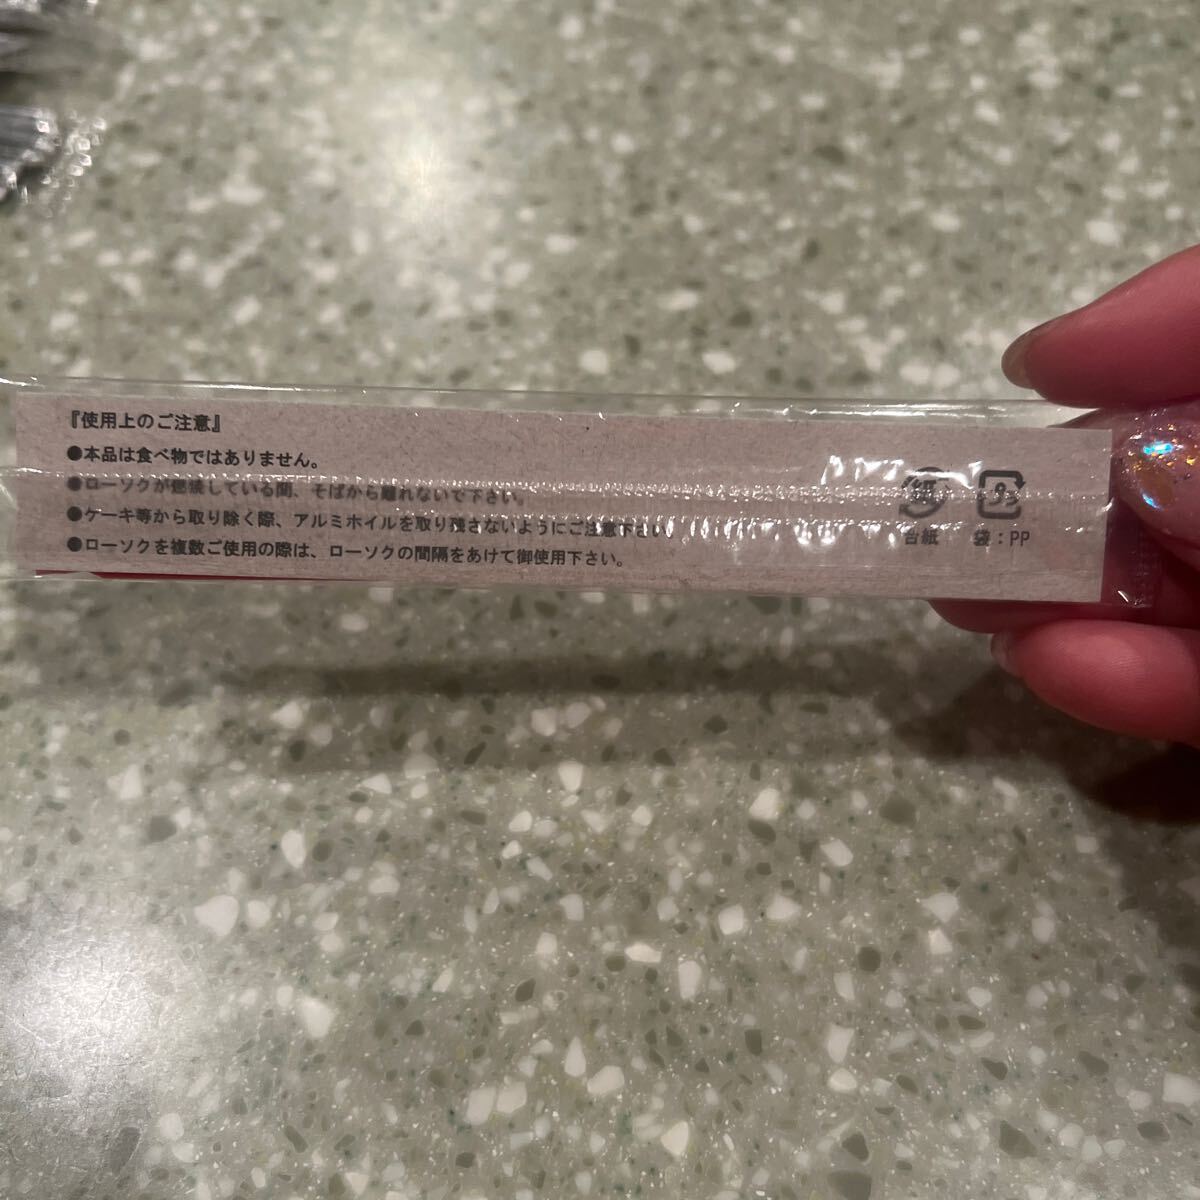 『使用上のご注意』
●本品は食べ物ではありません。
●ローソクが燃焼している間、そばから離れないで下さい。
●ケーキ等から取り除く際、アルミホイルを取り残さないようにご注意下さい。
●ローソクを複数ご使用の際は、ローソクの間隔をあけて御使用下さい。
紙
台紙 袋：PP